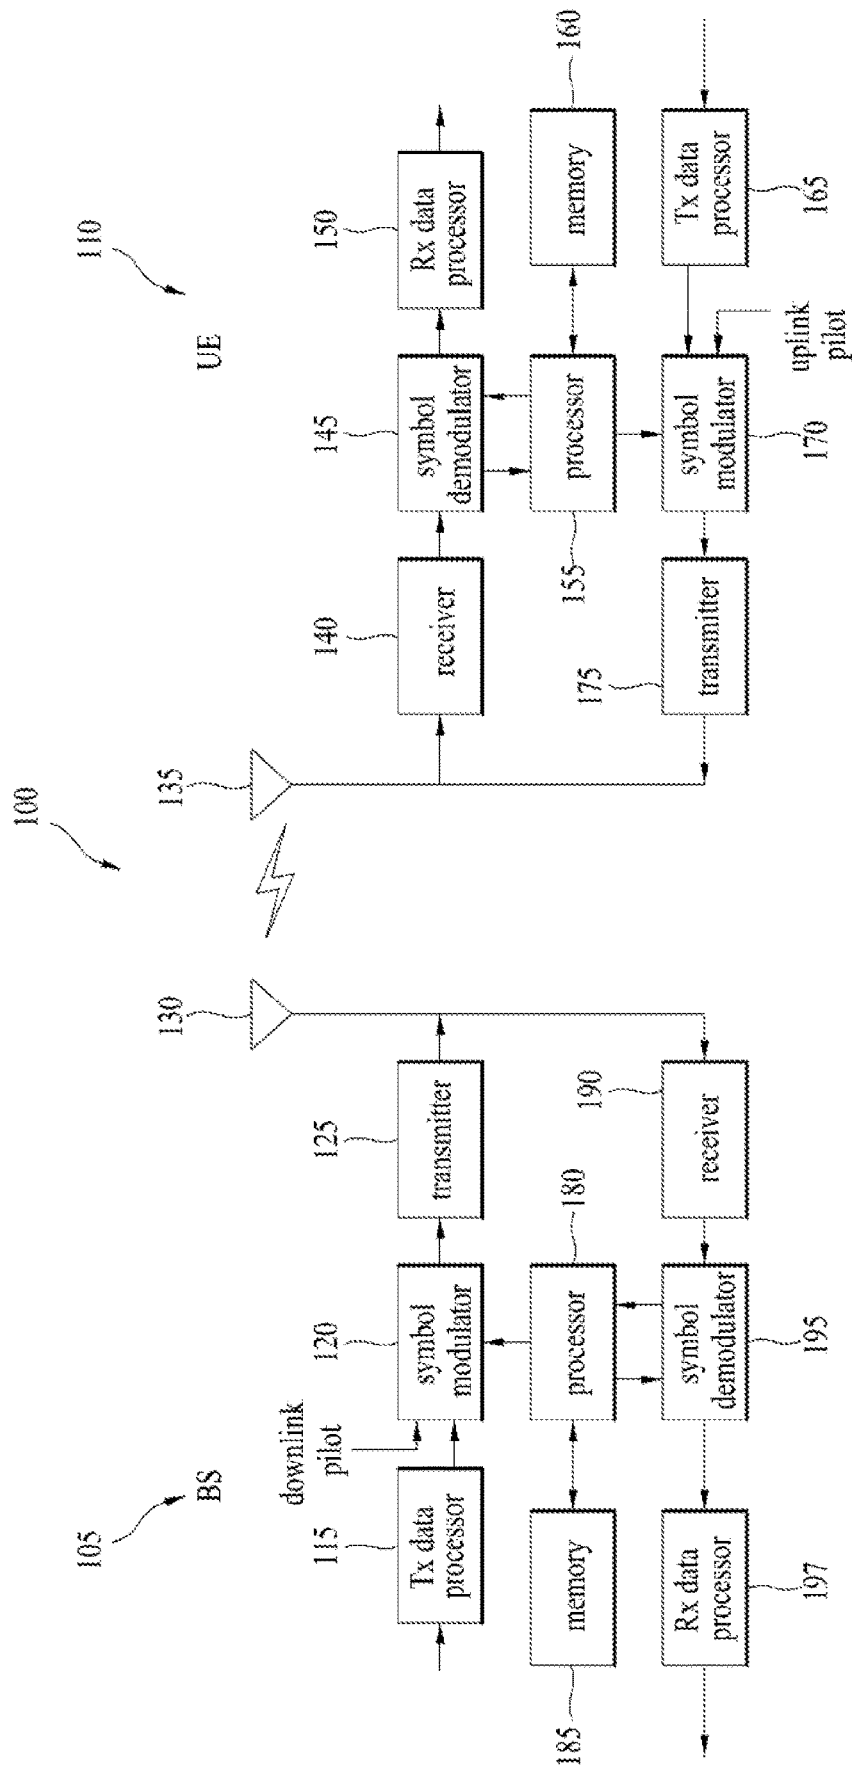 100
105
BS
110
UE
115
Tx data
processor
downlink
pilot
120
symbol
modulator
125
transmitter
130
135
140
receiver
145
symbol
demodulator
150
Rx data
processor
185
memory
180
processor
155
processor
160
memory
197
Rx data
processor
195
symbol
demodulator
190
receiver
175
transmitter
170
symbol
modulator
uplink
pilot
165
Tx data
processor